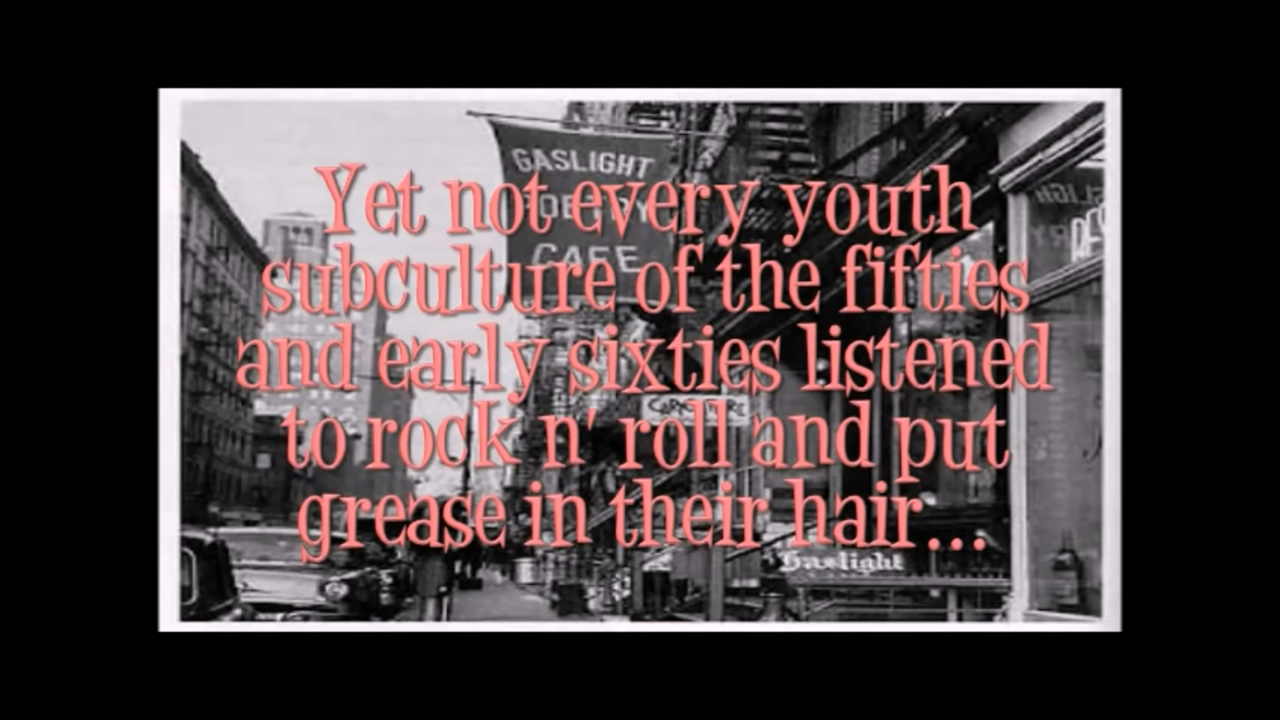 Yet not every youth
subculture of the fifties
and early sixties listened
to rock n' roll and put
grease in their hair...
GASLIGHT
POETRY
CAFE
Gaslight